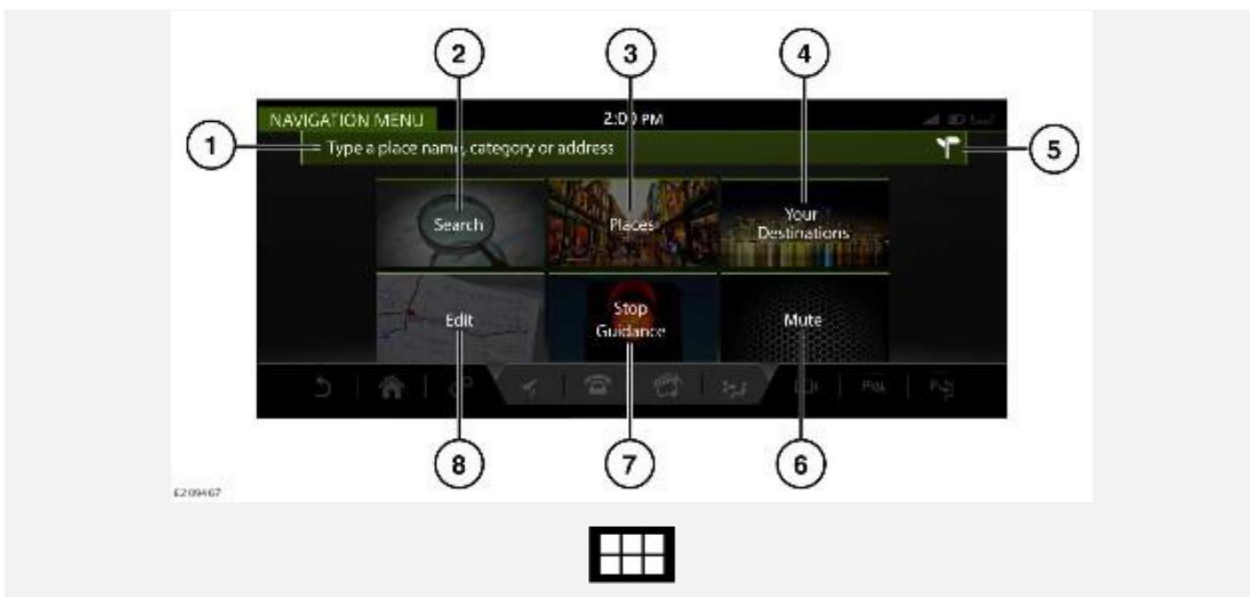 2
3
4
NAVIGATION MENU
2:00 PM
1
Type a place name, category or address
5
Search
Places
Your
Destinations
Edit
Stop
Guidance
Mute
8
7
6
E209467